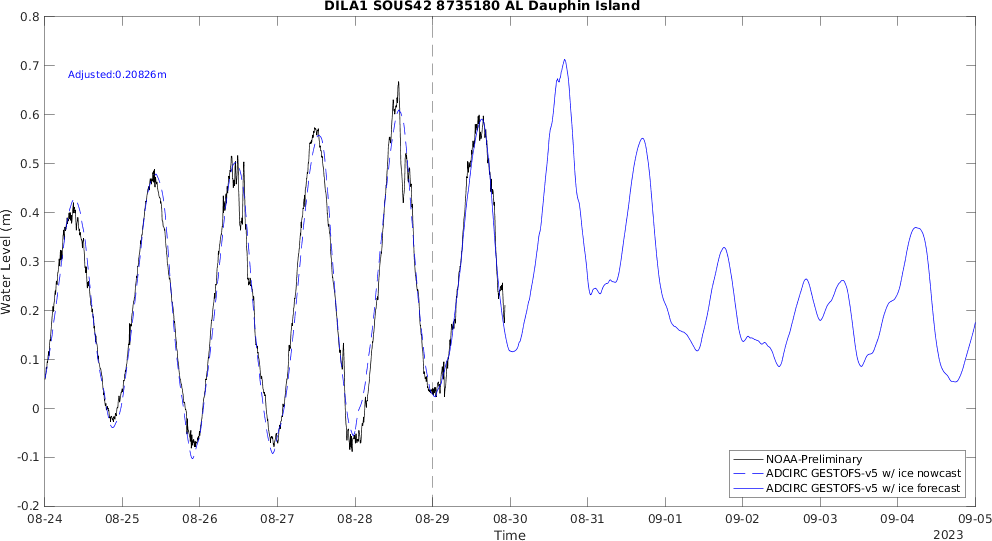 DILA1 SOUS42 8735180 AL Dauphin Island
0.8
0.7
Adjusted:0.20826m
0.6
0.5
0.4
0.3
0.2
0.1
0
-0.1
-0.2
Water Level (m)
NOAA-Preliminary
ADCIRC GESTOFS-v5 w/ ice nowcast
ADCIRC GESTOFS-v5 w/ ice forecast
08-24 08-25 08-26 08-27 08-28 08-29 08-30 08-31 09-01 09-02 09-03 09-04 09-05
Time
2023